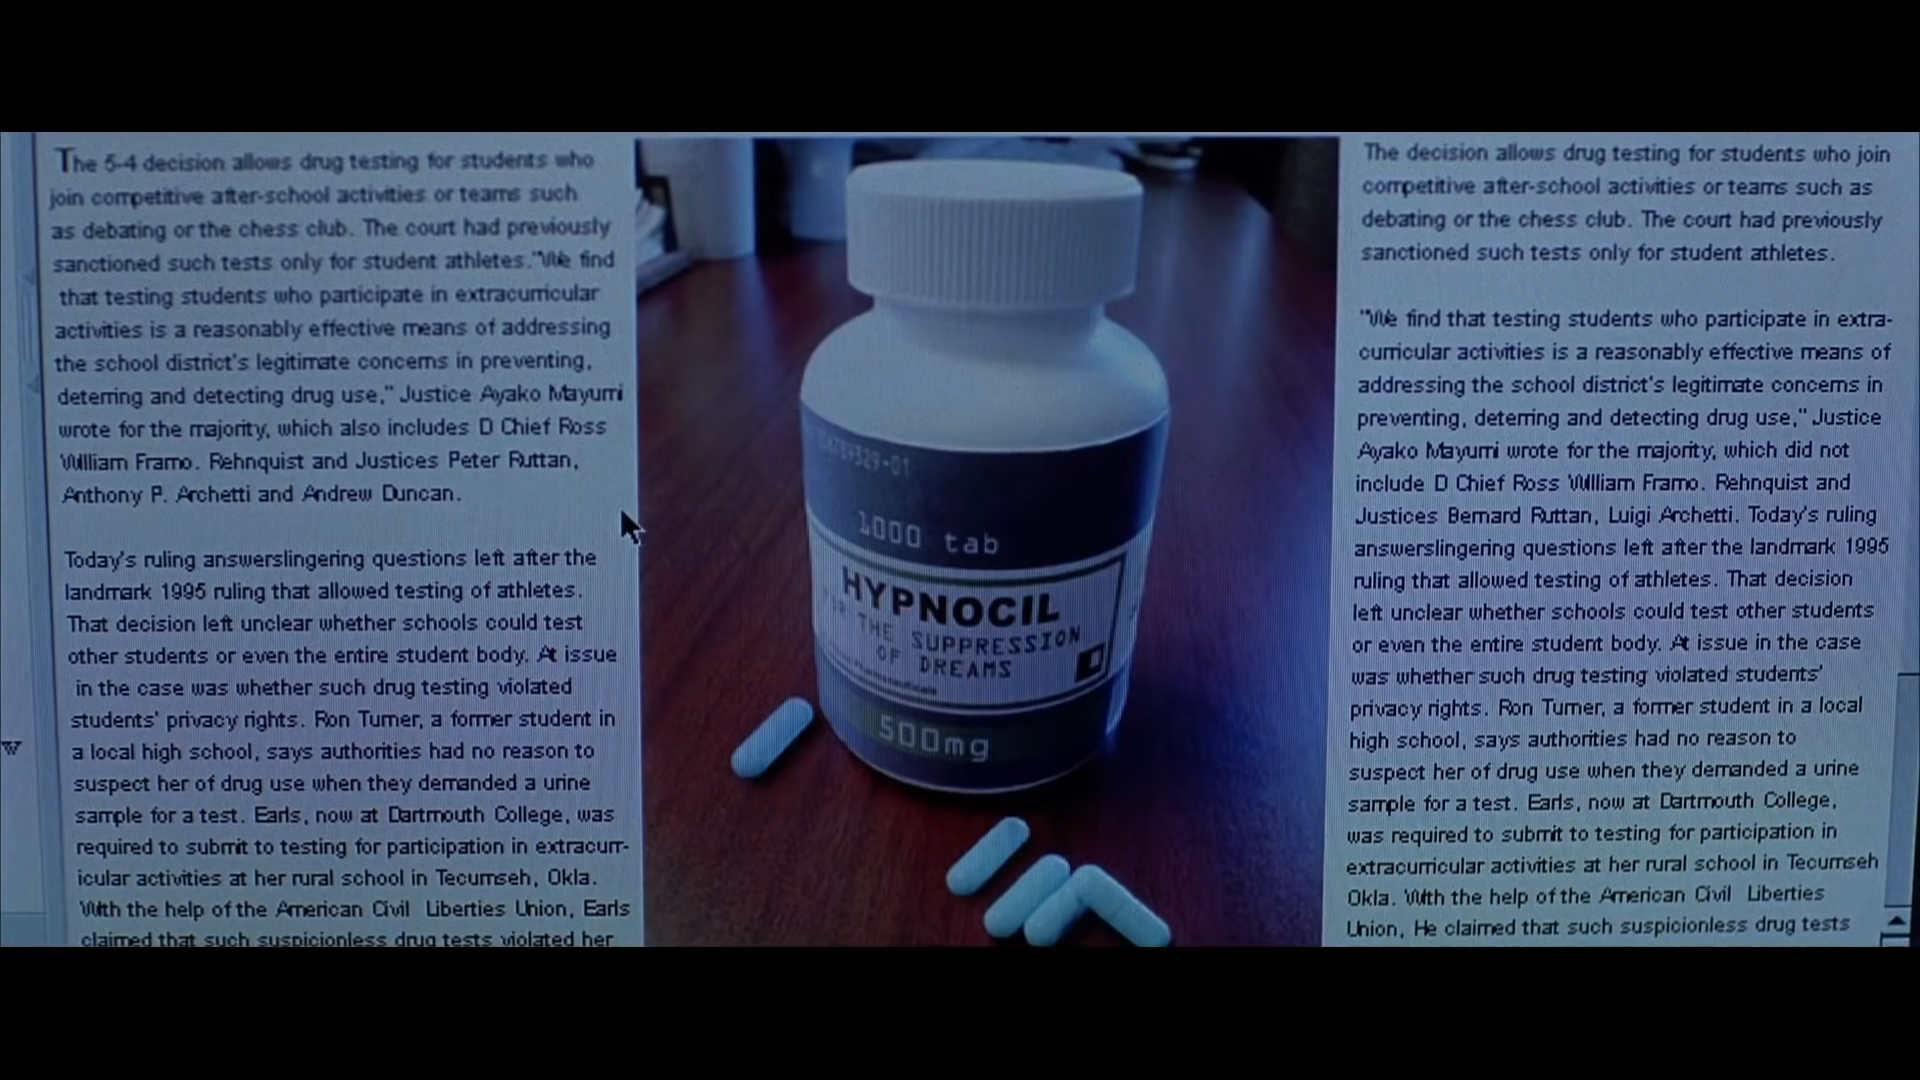 The 5-4 decision allows drug testing for students who
join competitive after-school activities or teams such
as debating or the chess club. The court had previously
sanctioned such tests only for student athletes."We find
that testing students who participate in extracurricular
activities is a reasonably effective means of addressing
the school district's legitimate concerns in preventing,
deterring and detecting drug use," Justice Ayako Mayumi
wrote for the majority, which also includes D Chief Ross
William Framo. Rehnquist and Justices Peter Ruttan,
Anthony P. Archetti and Andrew Duncan.
Today's ruling answerslingering questions left after the
landmark 1995 ruling that allowed testing of athletes.
That decision left unclear whether schools could test
other students or even the entire student body. At issue
in the case was whether such drug testing violated
students' privacy rights. Ron Turner, a former student in
a local high school, says authorities had no reason to
suspect her of drug use when they demanded a urine
sample for a test. Earls, now at Dartmouth College, was
required to submit to testing for participation in extracurr-
icular activities at her rural school in Tecumseh, Okla.
With the help of the American Civil Liberties Union, Earls
claimed that such suspicionless drug tests violated her
1000 tab
HYPNOCIL
FOR THE SUPPRESSION
OF DREAMS
500mg
The decision allows drug testing for students who join
competitive after-school activities or teams such as
debating or the chess club. The court had previously
sanctioned such tests only for student athletes.
"We find that testing students who participate in extra-
curricular activities is a reasonably effective means of
addressing the school district's legitimate concerns in
preventing, deterring and detecting drug use," Justice
Ayako Mayumi wrote for the majority, which did not
include D Chief Ross William Framo. Rehnquist and
Justices Bernard Ruttan, Luigi Archetti. Today's ruling
answerslingering questions left after the landmark 1995
ruling that allowed testing of athletes. That decision
left unclear whether schools could test other students
or even the entire student body. At issue in the case
was whether such drug testing violated students'
privacy rights. Ron Turner, a former student in a local
high school, says authorities had no reason to
suspect her of drug use when they demanded a urine
sample for a test. Earls, now at Dartmouth College,
was required to submit to testing for participation in
extracurricular activities at her rural school in Tecumseh
Okla. With the help of the American Civil Liberties
Union, He claimed that such suspicionless drug tests